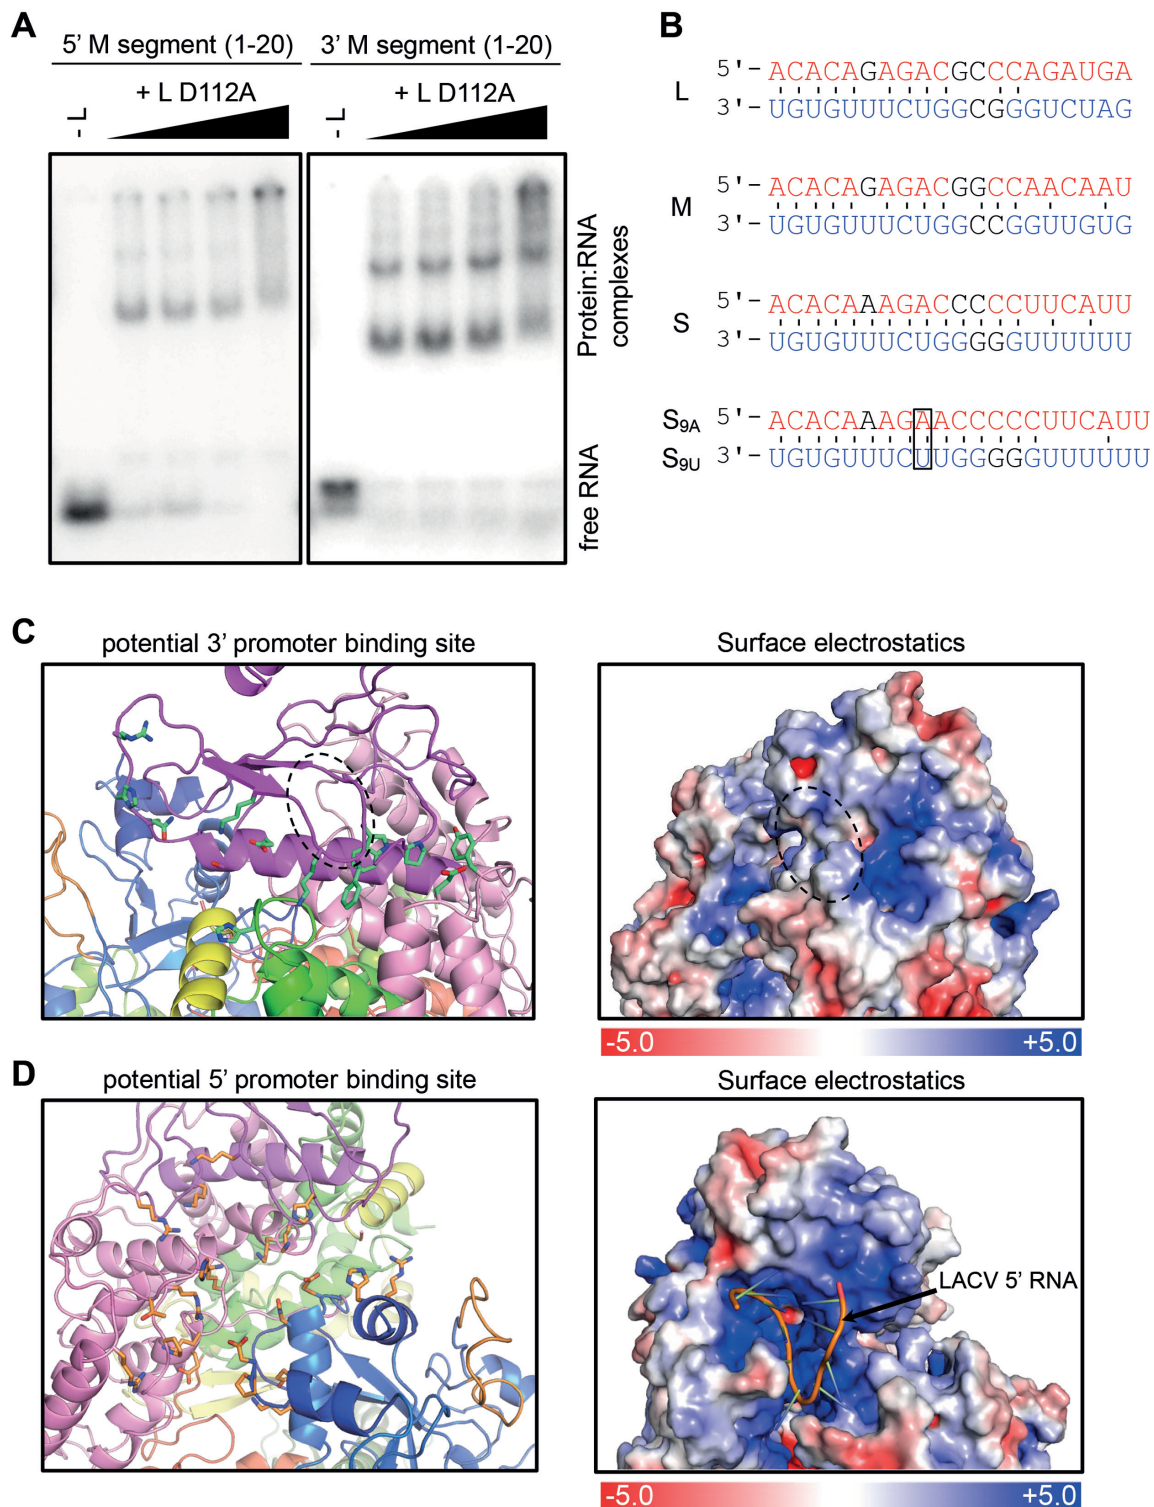 A
5' M segment (1-20)
3' M segment (1-20)
- L
+ L D112A
- L
+ L D112A
Protein:RNA
complexes
free RNA
B
L
5'- ACACAGAGACGCCCAGAUGA
3'- UGUGUUUCUGGCGGGUCUAG
M
5'- ACACAGAGACGGCCAACAAU
3'- UGUGUUUCUGGCCGGUUGUG
S
5'- ACACAAAGACCCCCUUCAUU
3'- UGUGUUUCUGGGGGUUUUUU
S9A 5'- ACACAAAGAACCCCCUUCAUU
S9U 3'- UGUGUUUCUUGGGGGUUUUUU
C
potential 3' promoter binding site
Surface electrostatics
-5.0
+5.0
D
potential 5' promoter binding site
Surface electrostatics
LACV 5' RNA
-5.0
+5.0